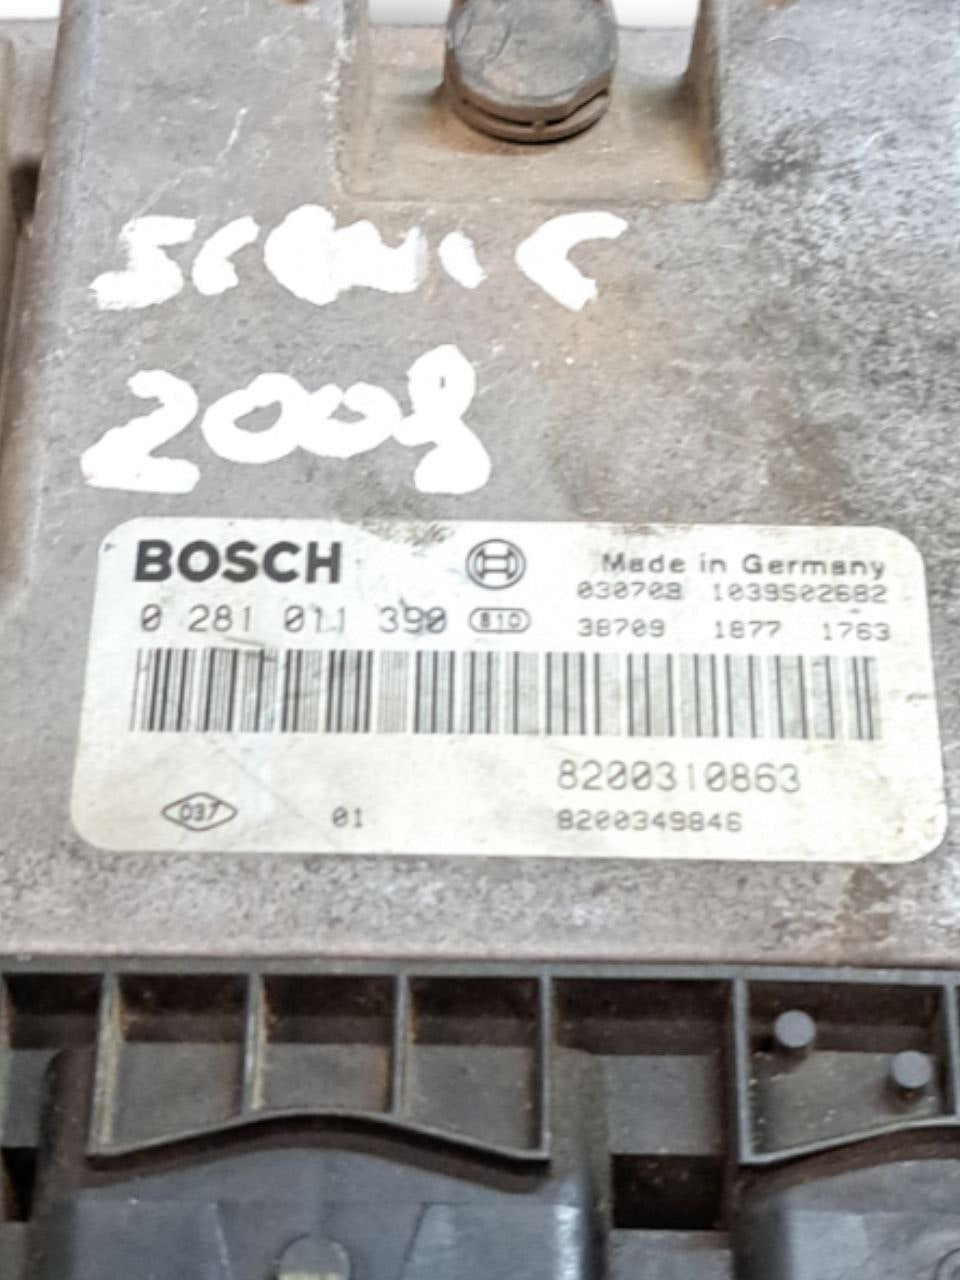 SCENIC
2008
BOSCH
Made in Germany
030708 1039S02682
0 281 011 390 810
38709 1877 1763
8200310863
037 01 8200349846